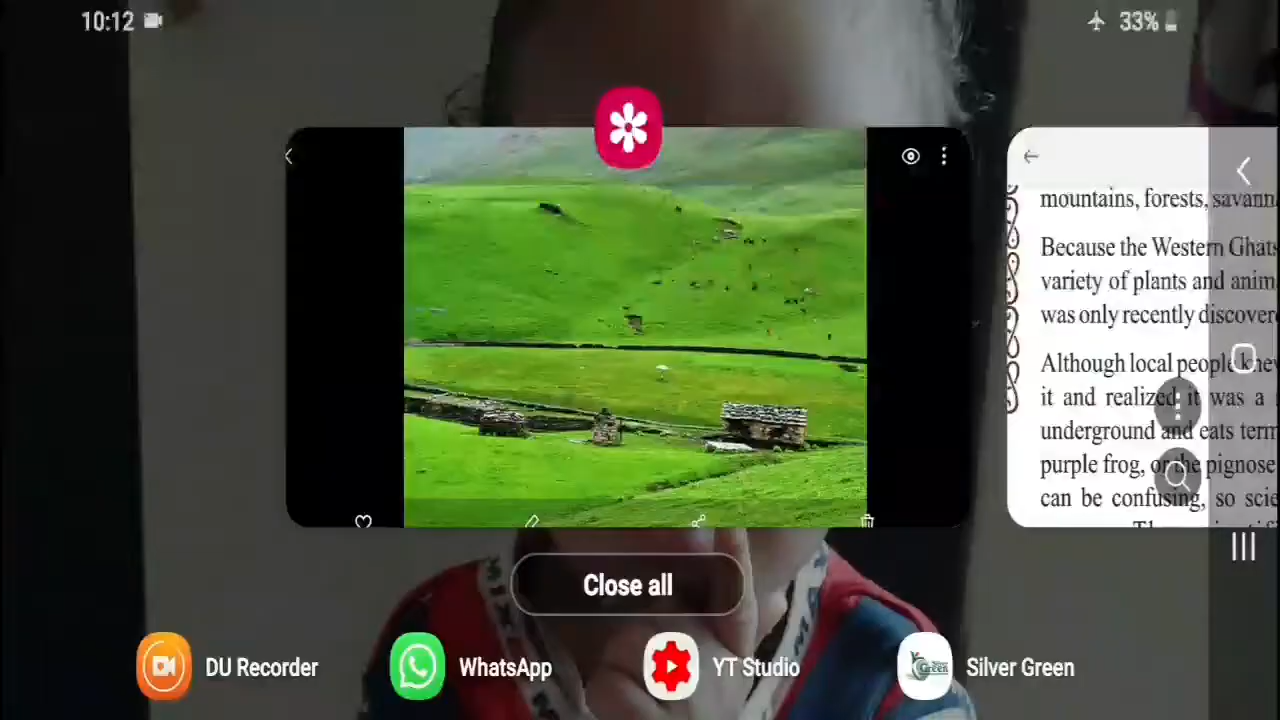 10:12
33%
mountains, forests, savann
Because the Western Ghats
variety of plants and anim
was only recently discover
Although local people knew
it and realized it was a
underground and eats term
purple frog, or the pignose
can be confusing, so scie
Close all
DU Recorder
WhatsApp
YT Studio
Silver Green